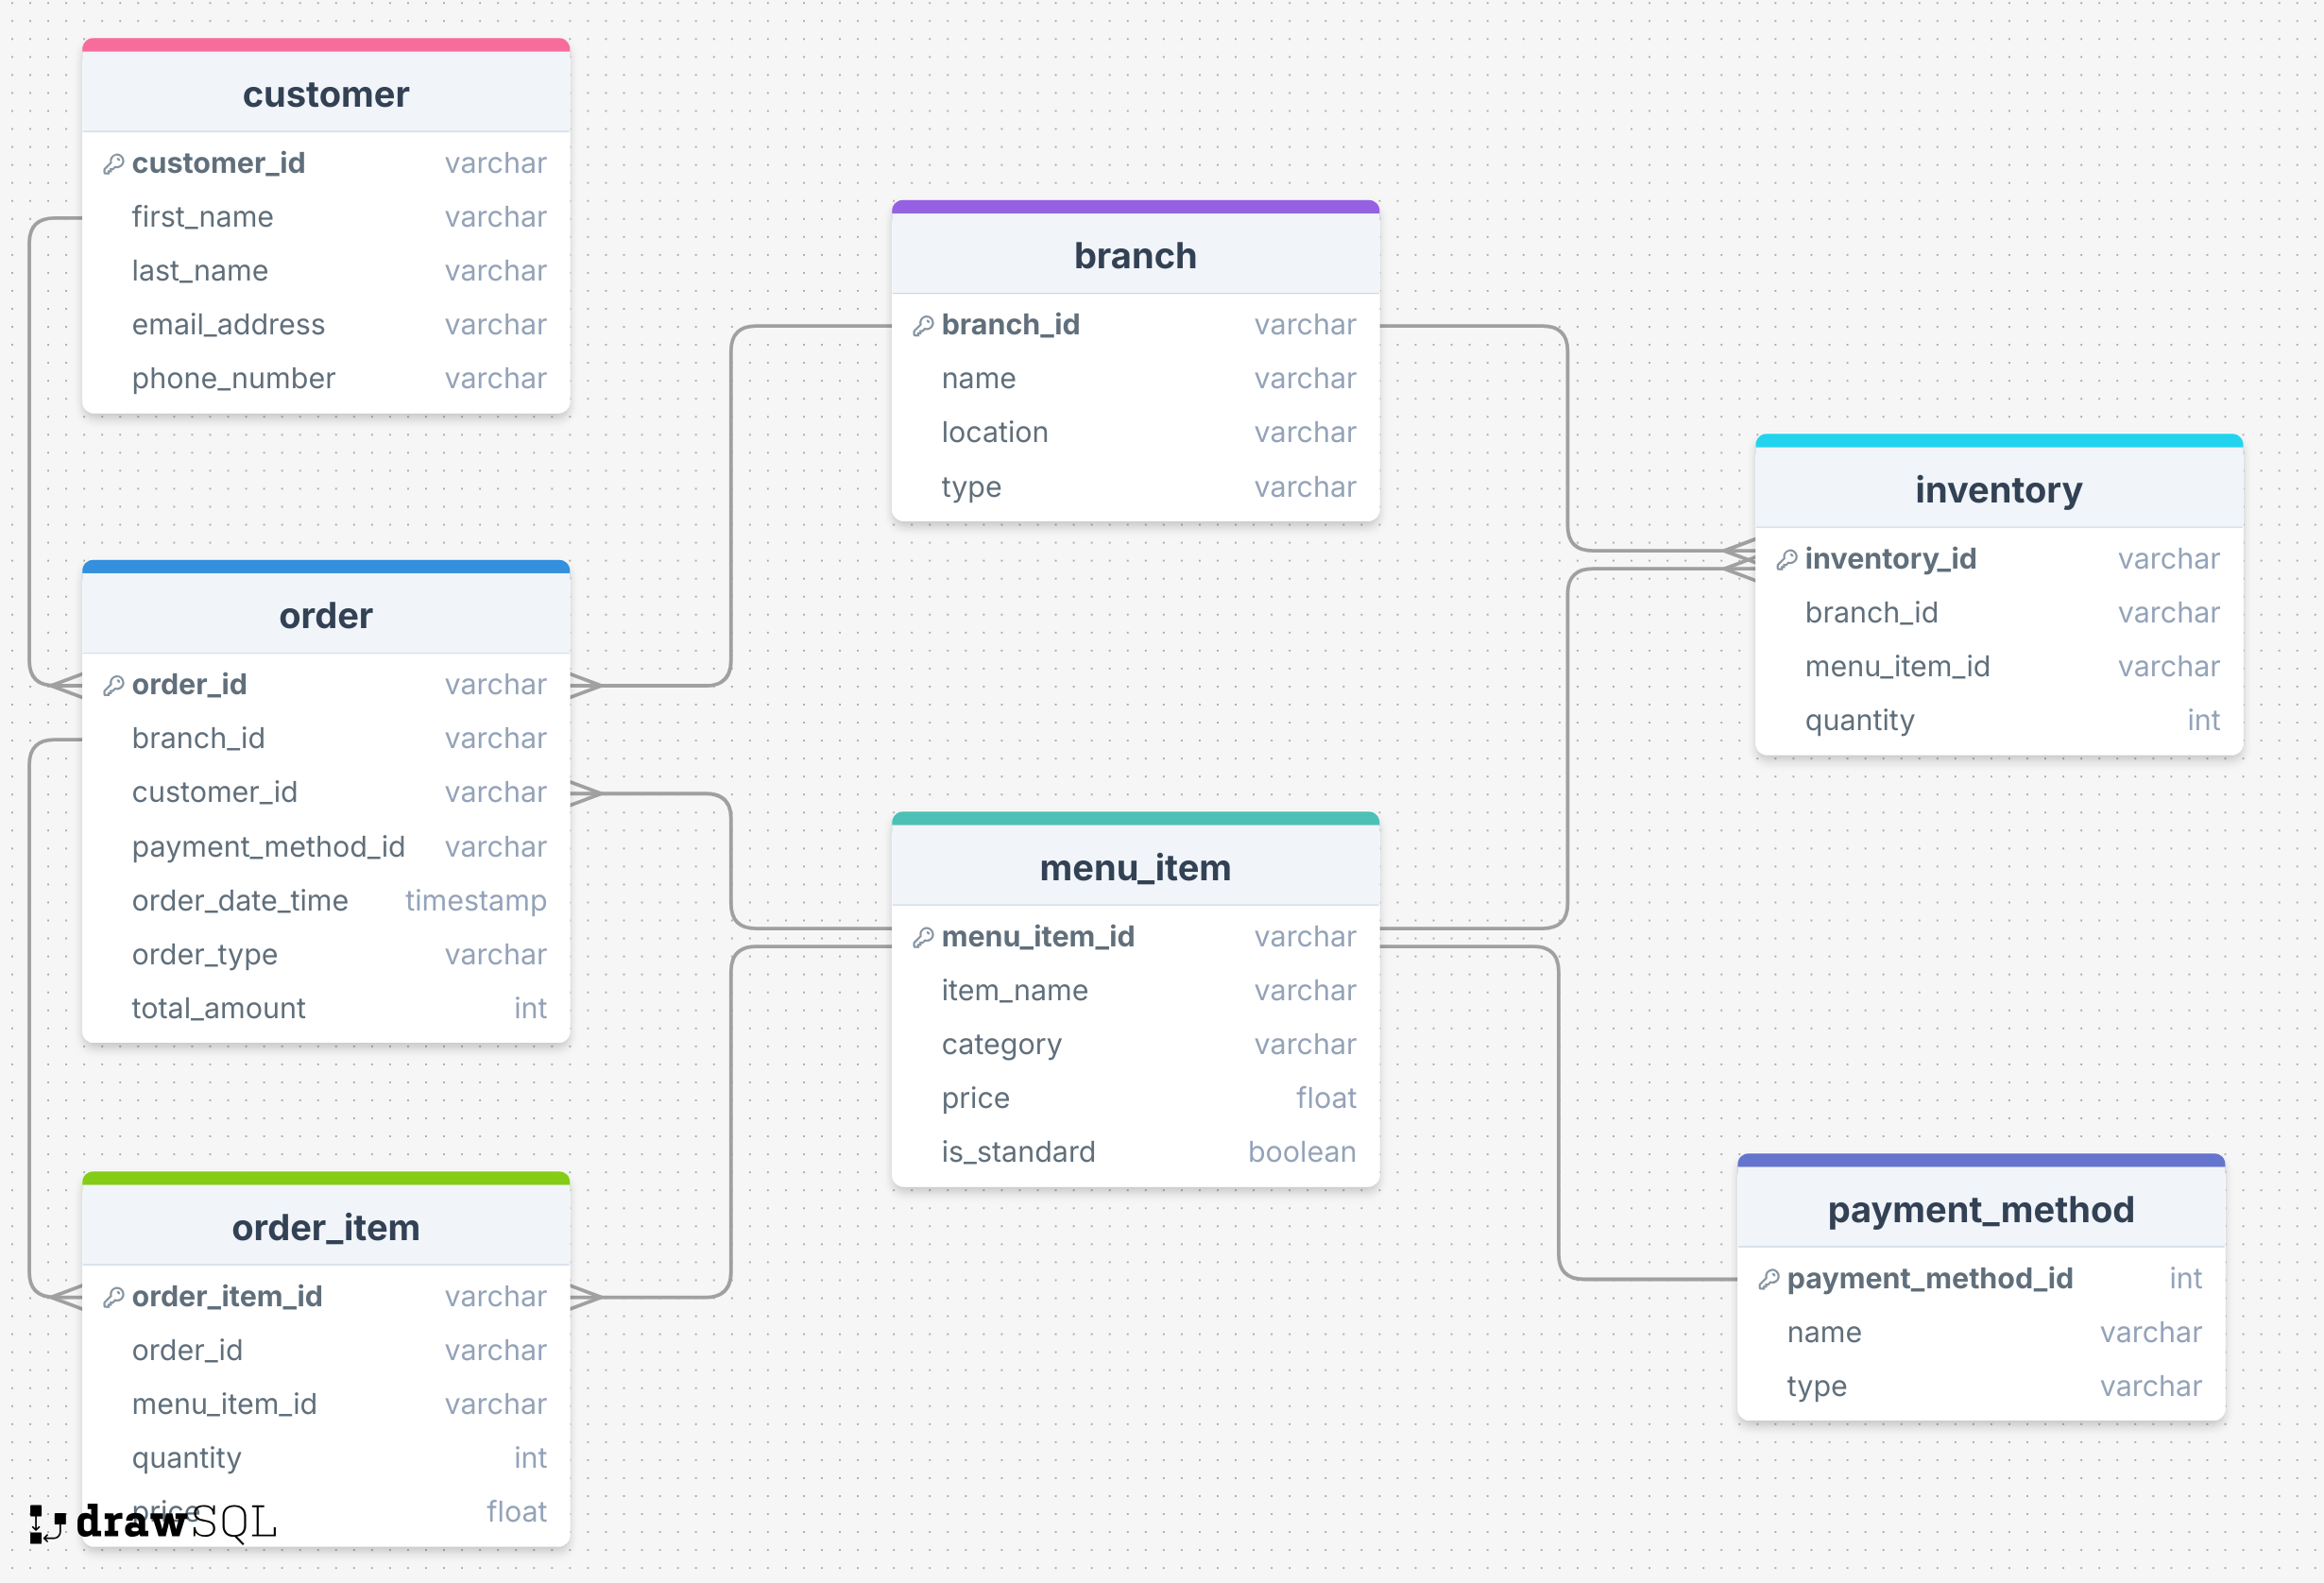 customer
customer_id varchar
first_name varchar
last_name varchar
email_address varchar
phone_number varchar
order
order_id varchar
branch_id varchar
customer_id varchar
payment_method_id varchar
order_date_time timestamp
order_type varchar
total_amount int
order_item
order_item_id varchar
order_id varchar
menu_item_id varchar
quantity int
price float
drawSQL
branch
branch_id varchar
name varchar
location varchar
type varchar
menu_item
menu_item_id varchar
item_name varchar
category varchar
price float
is_standard boolean
inventory
inventory_id varchar
branch_id varchar
menu_item_id varchar
quantity int
payment_method
payment_method_id int
name varchar
type varchar